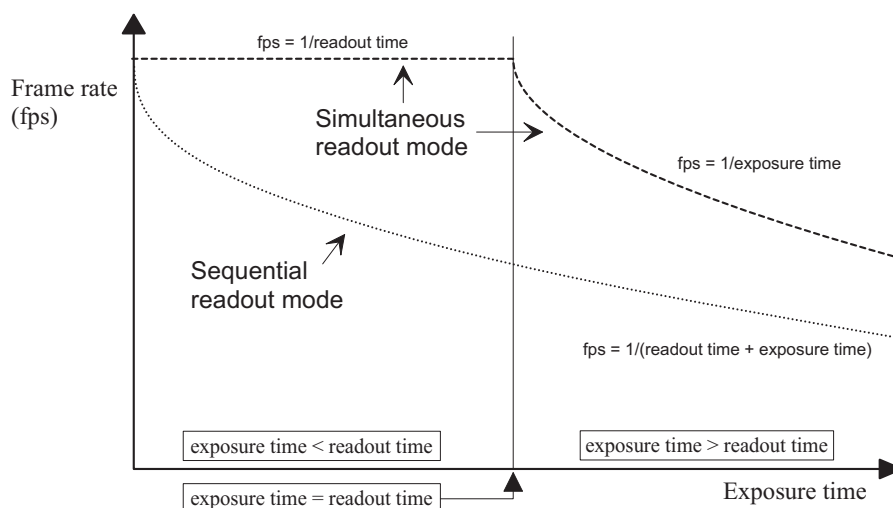 fps = 1/readout time
Frame rate
(fps)
Simultaneous
readout mode
fps = 1/exposure time
Sequential
readout mode
fps = 1/(readout time + exposure time)
exposure time < readout time
exposure time > readout time
exposure time = readout time
Exposure time